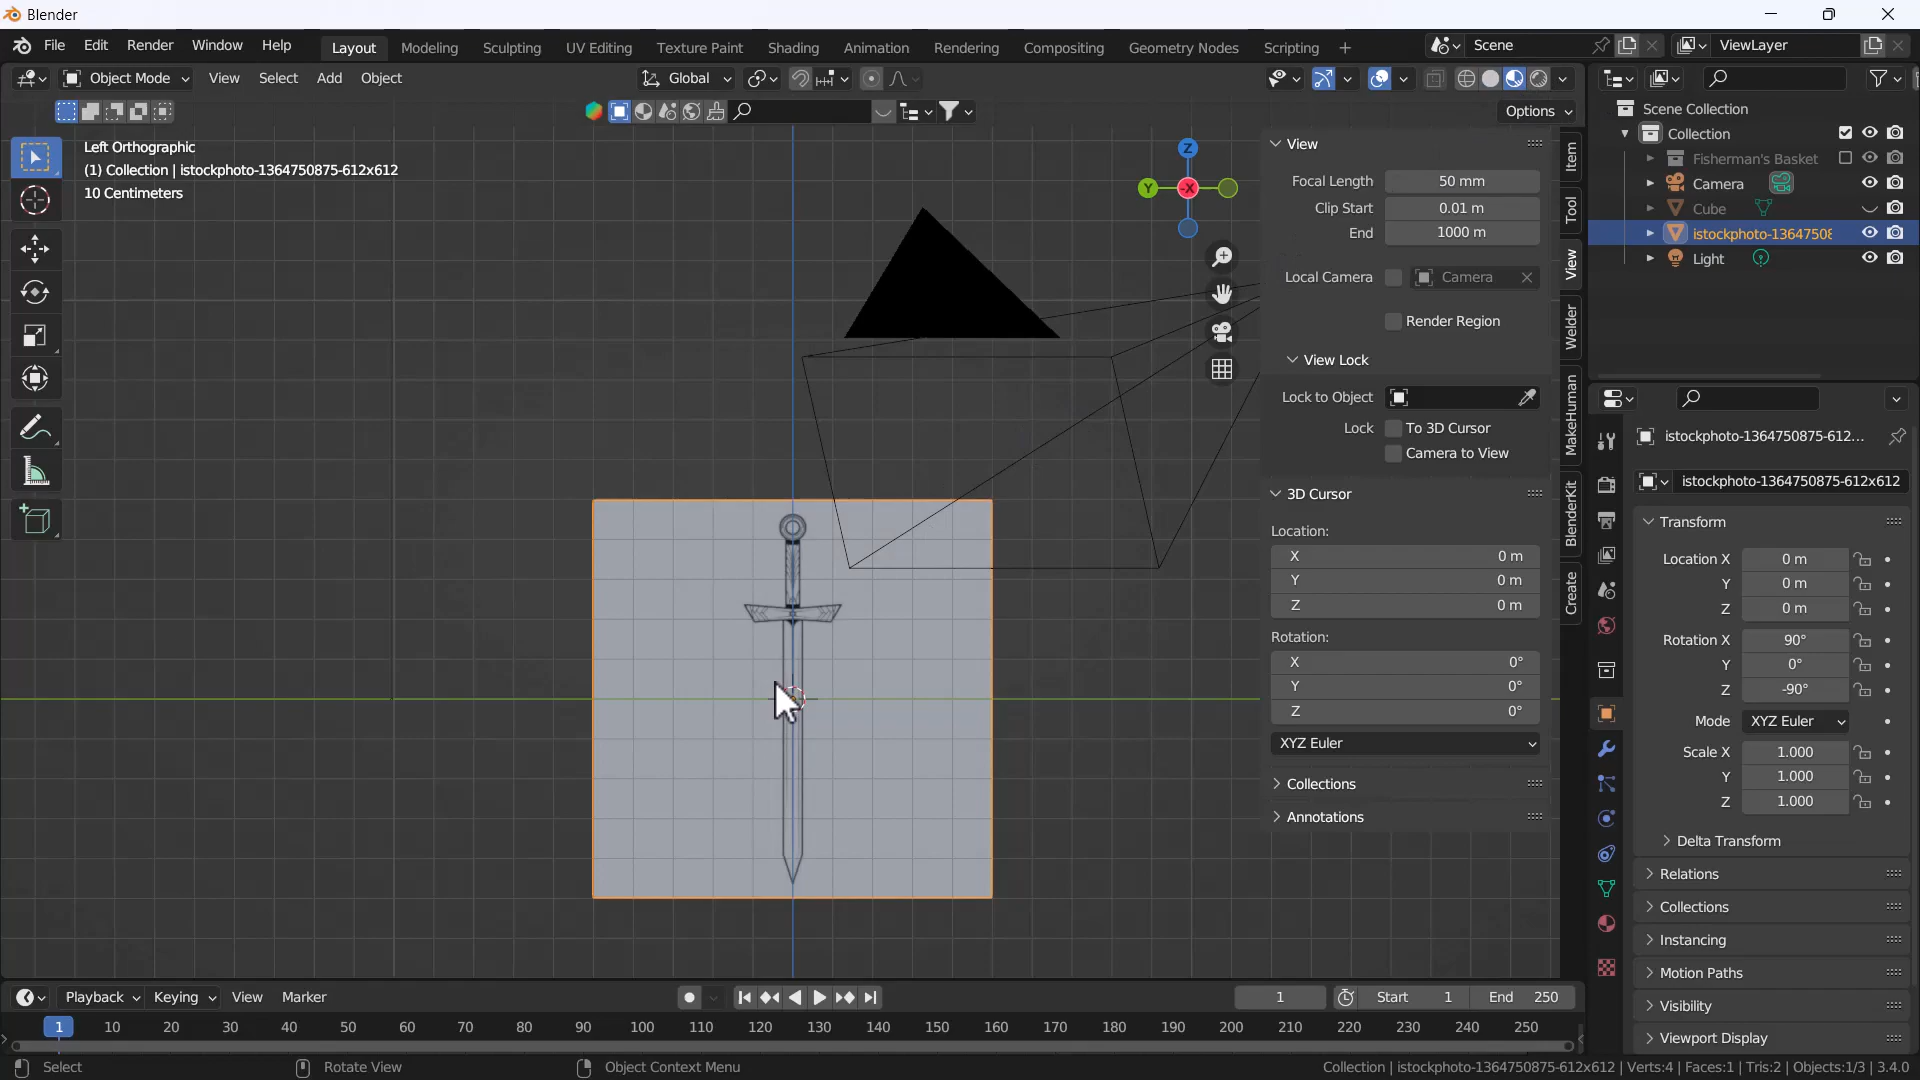 Blender
File Edit Render Window Help Layout Modeling Sculpting UV Editing Texture Paint Shading Animation Rendering Compositing Geometry Nodes Scripting + Scene ViewLayer
Object Mode View Select Add Object Global
Options
Left Orthographic
(1) Collection | istockphoto-1364750875-612x612
10 Centimeters
Z
Y
-X
View
Focal Length 50 mm
Clip Start 0.01 m
End 1000 m
Local Camera Camera
Render Region
View Lock
Lock to Object
Lock To 3D Cursor
Camera to View
3D Cursor
Location:
X 0 m
Y 0 m
Z 0 m
Rotation:
X 0°
Y 0°
Z 0°
XYZ Euler
Collections
Annotations
Item
Tool
View
Welder
MakeHuman
BlenderKit
Create
Scene Collection
Collection
Fisherman's Basket
Camera
Cube
istockphoto-13647508
Light
istockphoto-1364750875-612...
istockphoto-1364750875-612x612
Transform
Location X 0 m
Y 0 m
Z 0 m
Rotation X 90°
Y 0°
Z -90°
Mode XYZ Euler
Scale X 1.000
Y 1.000
Z 1.000
Delta Transform
Relations
Collections
Instancing
Motion Paths
Visibility
Viewport Display
Playback Keying View Marker 1 Start 1 End 250
1 10 20 30 40 50 60 70 80 90 100 110 120 130 140 150 160 170 180 190 200 210 220 230 240 250
Select Rotate View Object Context Menu Collection | istockphoto-1364750875-612x612 | Verts:4 | Faces:1 | Tris:2 | Objects:1/3 | 3.4.0